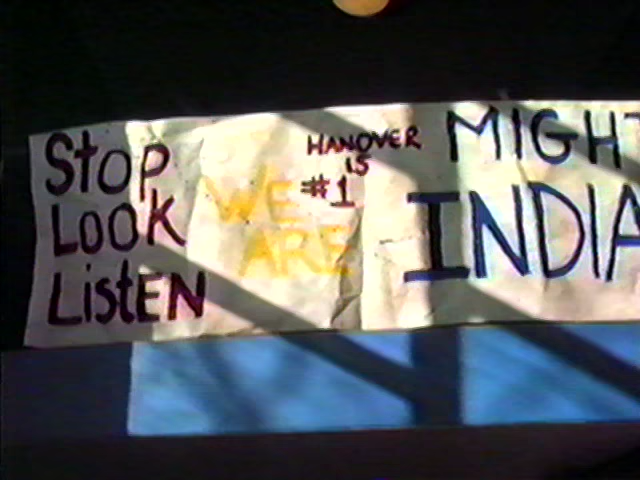 Stop
Look
ListEN
WE
ARE
HANOVER
IS
#1
MIGHT
INDIA